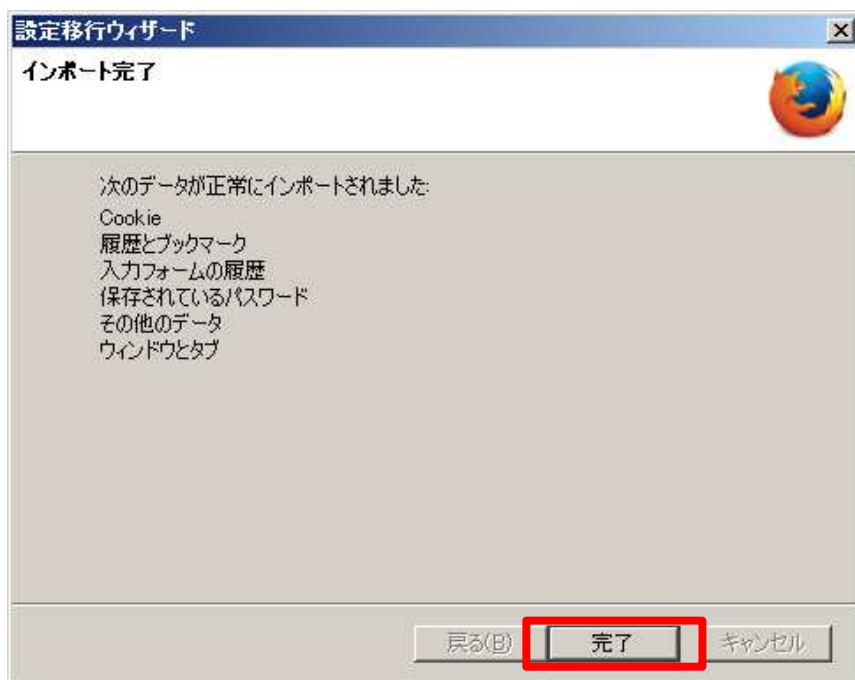 設定移行ウィザード
インポート完了
次のデータが正常にインポートされました:
Cookie
履歴とブックマーク
入力フォームの履歴
保存されているパスワード
その他のデータ
ウィンドウとタブ
戻る(B) 完了 キャンセル